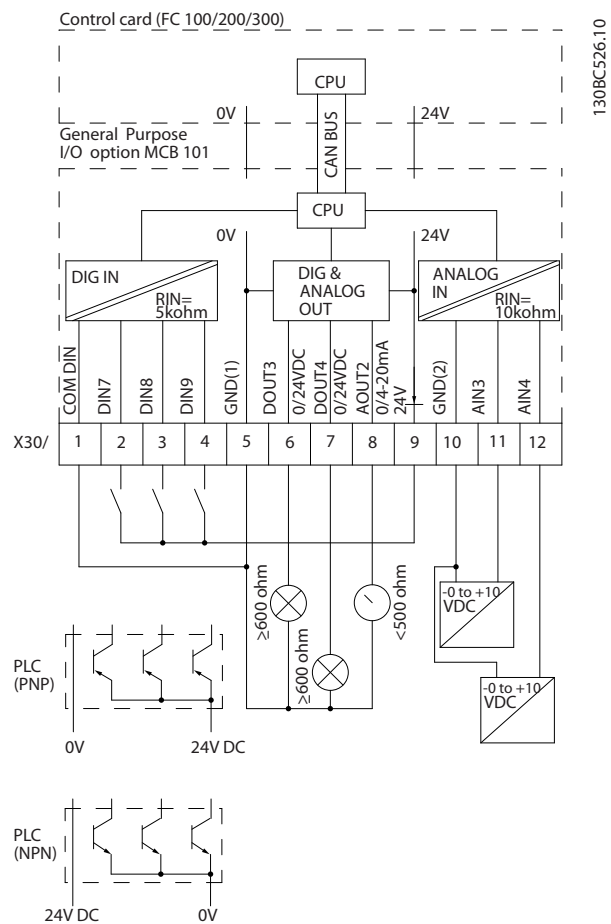 Control card (FC 100/200/300)
130BC526.10
CPU
0V
24V
CAN BUS
General Purpose
I/O option MCB 101
CPU
0V
24V
DIG IN
RIN=
5kohm
DIG &
ANALOG
OUT
ANALOG
IN
RIN=
10kohm
COM DIN
DIN7
DIN8
DIN9
GND(1)
DOUT3
0/24VDC
DOUT4
0/24VDC
AOUT2
0/4-20mA
24V
GND(2)
AIN3
AIN4
X30/
1
2
3
4
5
6
7
8
9
10
11
12
≥600 ohm
≥600 ohm
<500 ohm
-0 to +10
VDC
-0 to +10
VDC
PLC
(PNP)
0V
24V DC
PLC
(NPN)
24V DC
0V